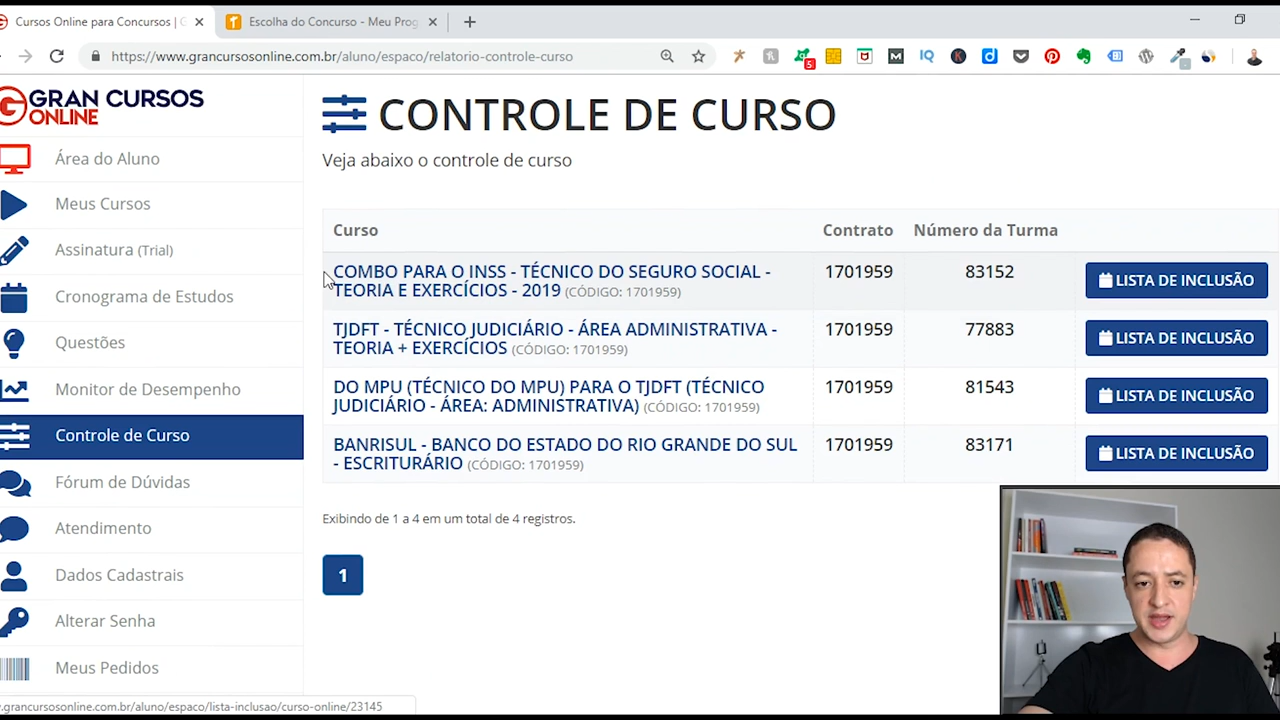 Cursos Online para Concursos |
Escolha do Concurso - Meu Prog
https://www.grancursosonline.com.br/aluno/espaco/relatorio-controle-curso
5
GRAN CURSOS
ONLINE
Área do Aluno
Meus Cursos
Assinatura (Trial)
Cronograma de Estudos
Questões
Monitor de Desempenho
Controle de Curso
Fórum de Dúvidas
Atendimento
Dados Cadastrais
Alterar Senha
Meus Pedidos
CONTROLE DE CURSO
Veja abaixo o controle de curso
Curso Contrato Número da Turma
COMBO PARA O INSS - TÉCNICO DO SEGURO SOCIAL - 1701959 83152 LISTA DE INCLUSÃO
TEORIA E EXERCÍCIOS - 2019 (CÓDIGO: 1701959)
TJDFT - TÉCNICO JUDICIÁRIO - ÁREA ADMINISTRATIVA - 1701959 77883 LISTA DE INCLUSÃO
TEORIA + EXERCÍCIOS (CÓDIGO: 1701959)
DO MPU (TÉCNICO DO MPU) PARA O TJDFT (TÉCNICO 1701959 81543 LISTA DE INCLUSÃO
JUDICIÁRIO - ÁREA: ADMINISTRATIVA) (CÓDIGO: 1701959)
BANRISUL - BANCO DO ESTADO DO RIO GRANDE DO SUL 1701959 83171 LISTA DE INCLUSÃO
- ESCRITURÁRIO (CÓDIGO: 1701959)
Exibindo de 1 a 4 em um total de 4 registros.
1
w.grancursosonline.com.br/aluno/espaco/lista-inclusao/curso-online/23145